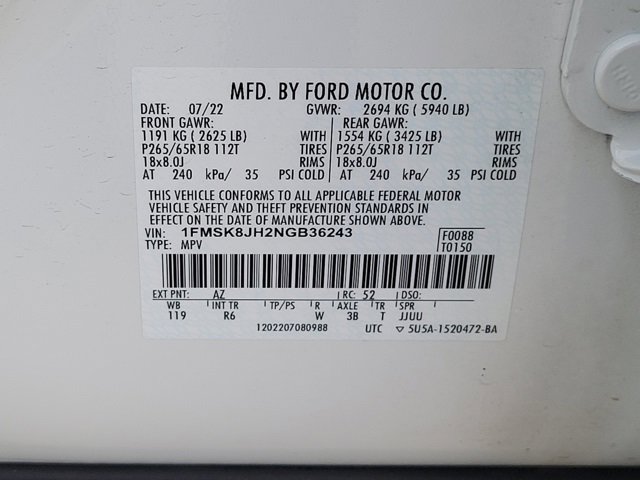 MFD. BY FORD MOTOR CO.
DATE: 07/22 GVWR: 2694 KG ( 5940 LB)
FRONT GAWR: REAR GAWR:
1191 KG ( 2625 LB) WITH 1554 KG ( 3425 LB) WITH
P265/65R18 112T TIRES P265/65R18 112T TIRES
18x8.0J RIMS 18x8.0J RIMS
AT 240 kPa/ 35 PSI COLD AT 240 kPa/ 35 PSI COLD
THIS VEHICLE CONFORMS TO ALL APPLICABLE FEDERAL MOTOR
VEHICLE SAFETY AND THEFT PREVENTION STANDARDS IN
EFFECT ON THE DATE OF MANUFACTURE SHOWN ABOVE.
VIN: 1FMSK8JH2NGB36243 F0088
TYPE: MPV T0150
EXT PNT: AZ RC: 52 DSO:
WB INT TR TP/PS R AXLE TR SPR
119 R6 W 3B T JJUU
1202207080988 UTC ▽ 5U5A-1520472-BA